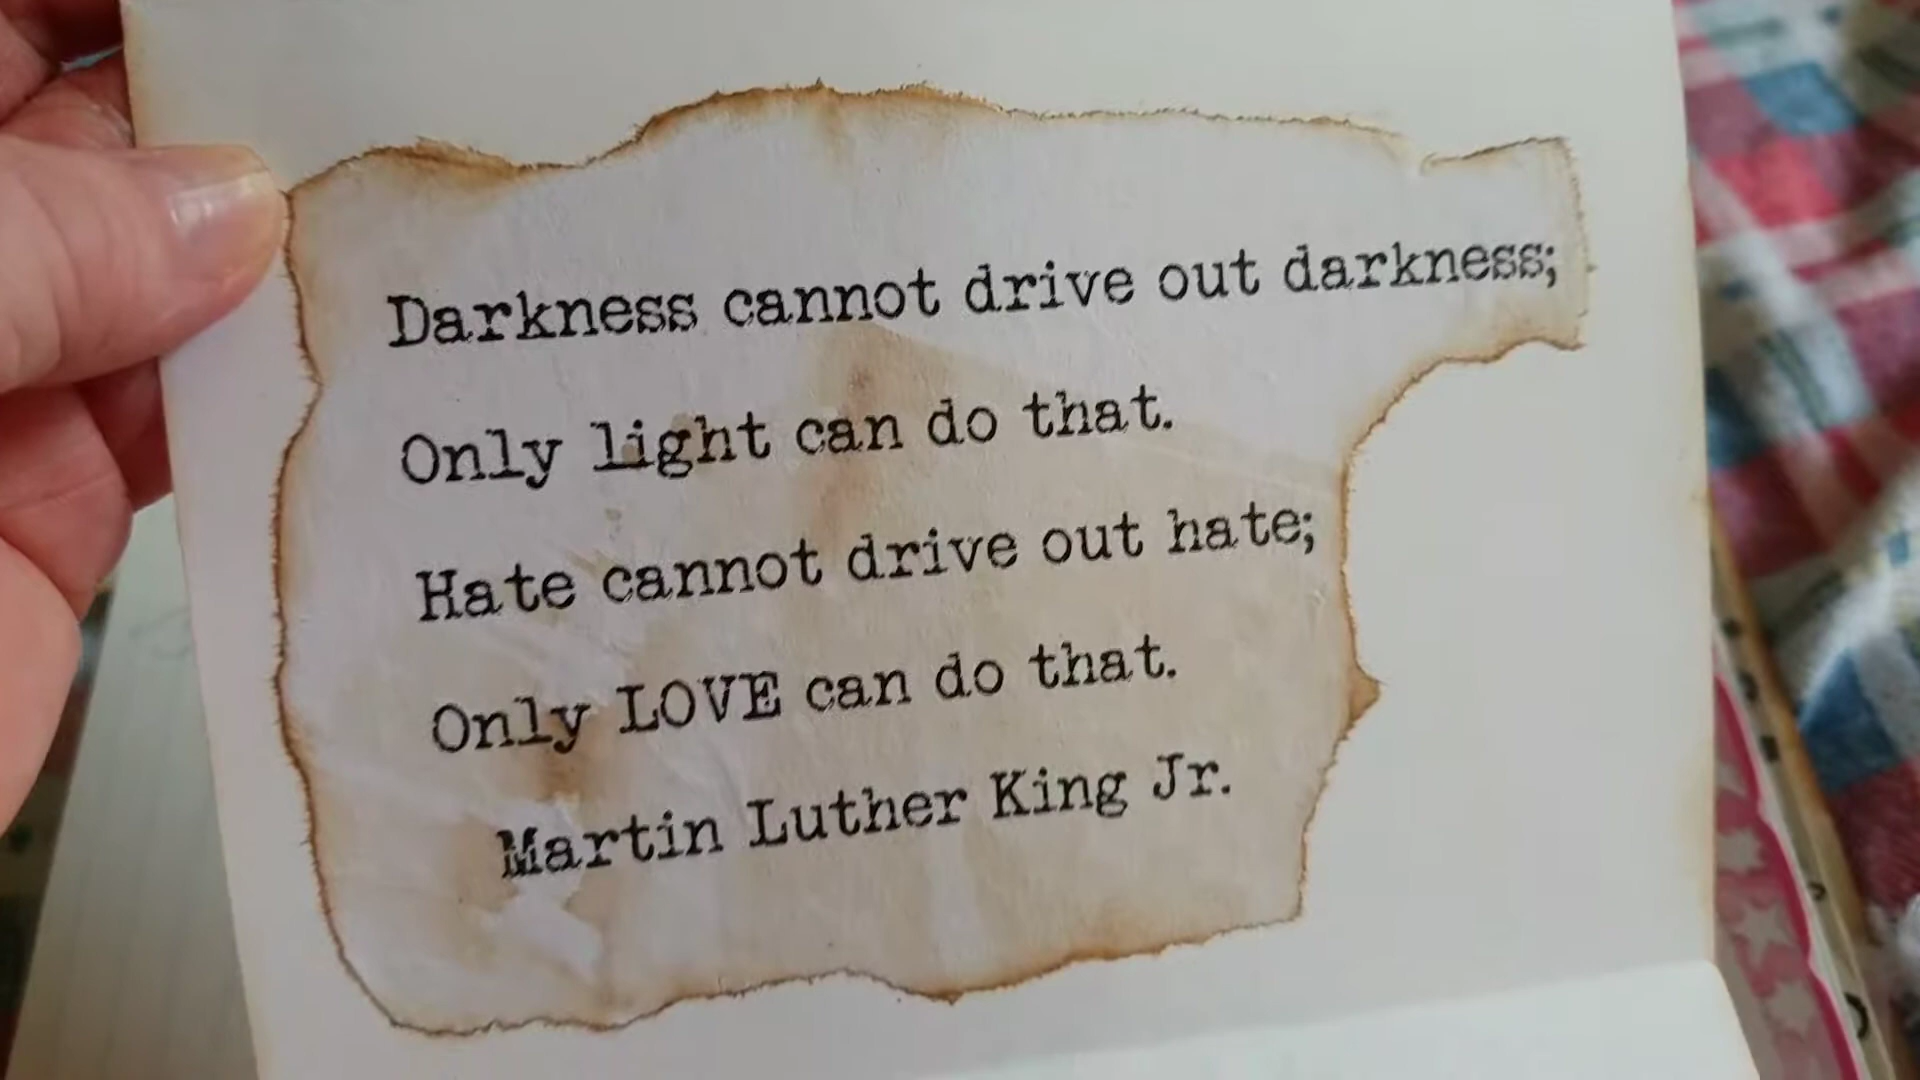 Darkness cannot drive out darkness;
Only light can do that.
Hate cannot drive out hate;
Only LOVE can do that.
Martin Luther King Jr.